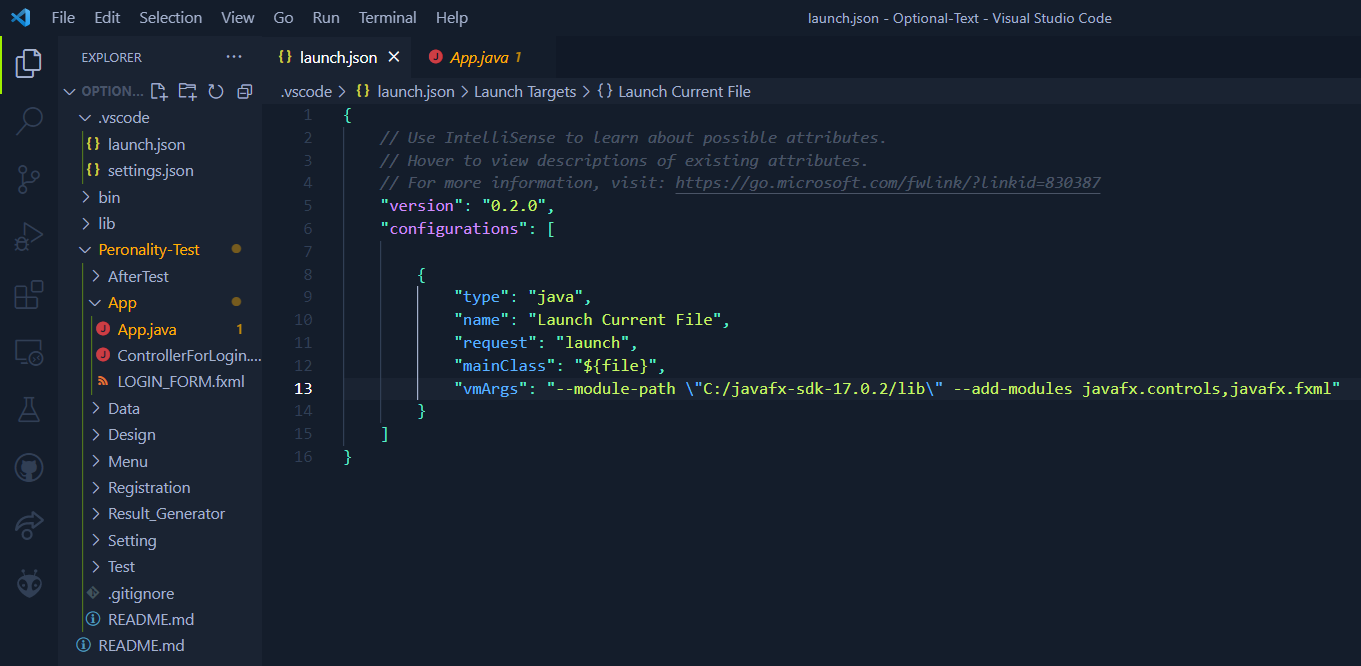 File Edit Selection View Go Run Terminal Help launch.json - Optional-Text - Visual Studio Code
EXPLORER ···
OPTION...
.vscode
{} launch.json
{} settings.json
bin
lib
Peronality-Test
AfterTest
App
J App.java 1
J ControllerForLogin....
LOGIN_FORM.fxml
Data
Design
Menu
Registration
Result_Generator
Setting
Test
.gitignore
README.md
README.md
{} launch.json × J App.java 1
.vscode > {} launch.json > Launch Targets > {} Launch Current File
1 {
2 // Use IntelliSense to learn about possible attributes.
3 // Hover to view descriptions of existing attributes.
4 // For more information, visit: https://go.microsoft.com/fwlink/?linkid=830387
5 "version": "0.2.0",
6 "configurations": [
7
8 {
9 "type": "java",
10 "name": "Launch Current File",
11 "request": "launch",
12 "mainClass": "${file}",
13 "vmArgs": "--module-path \"C:/javafx-sdk-17.0.2/lib\" --add-modules javafx.controls,javafx.fxml"
14 }
15 ]
16 }